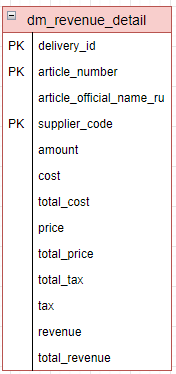 dm_revenue_detail
PK delivery_id
PK article_number
article_official_name_ru
PK supplier_code
amount
cost
total_cost
price
total_price
total_tax
tax
revenue
total_revenue